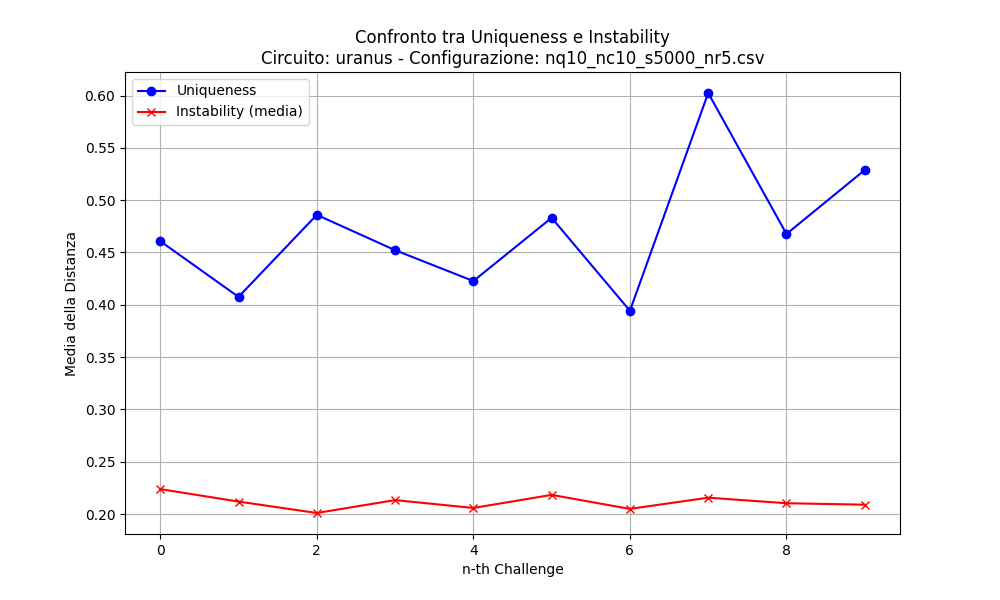 Confronto tra Uniqueness e Instability
Circuito: uranus - Configurazione: nq10_nc10_s5000_nr5.csv
Uniqueness
Instability (media)
Media della Distanza
0.60
0.55
0.50
0.45
0.40
0.35
0.30
0.25
0.20
0 2 4 6 8
n-th Challenge